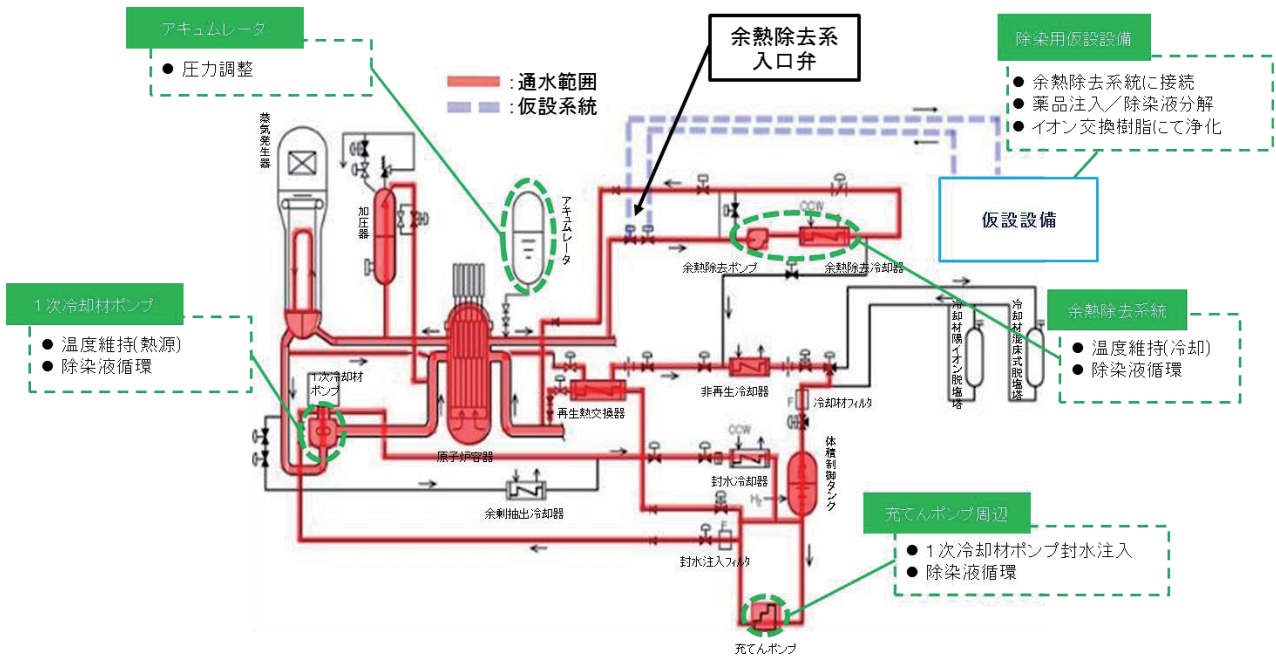 アキュムレータ
● 圧力調整
余熱除去系
入口弁
除染用仮設設備
● 余熱除去系統に接続
● 薬品注入／除染液分解
● イオン交換樹脂にて浄化
:通水範囲
:仮設系統
蒸気発生器
加圧器
アキュムレータ
CCW
仮設設備
余熱除去ポンプ
余熱除去冷却器
1次冷却材ポンプ
● 温度維持(熱源)
● 除染液循環
余熱除去系統
● 温度維持(冷却)
● 除染液循環
冷却材陽イオン脱塩塔
冷却材混床式脱塩塔
1次冷却材
ポンプ
再生熱交換器
非再生冷却器
F
冷却材フィルタ
原子炉容器
CCW
封水冷却器
体積制御タンク
H₂
余剰抽出冷却器
F
封水注入フィルタ
充てんポンプ周辺
● 1次冷却材ポンプ封水注入
● 除染液循環
充てんポンプ